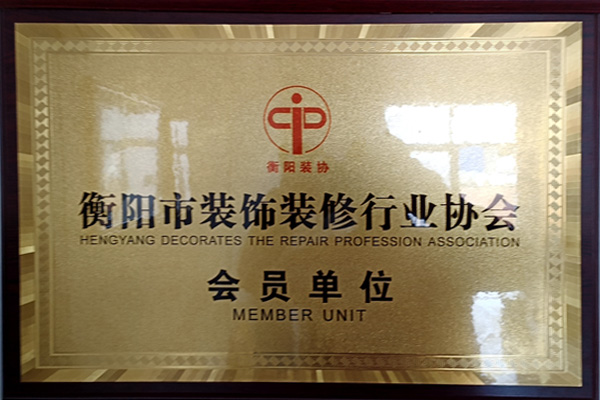 衡阳装协
衡阳市装饰装修行业协会
HENGYANG DECORATES THE REPAIR PROFESSION ASSOCIATION
会员单位
MEMBER UNIT